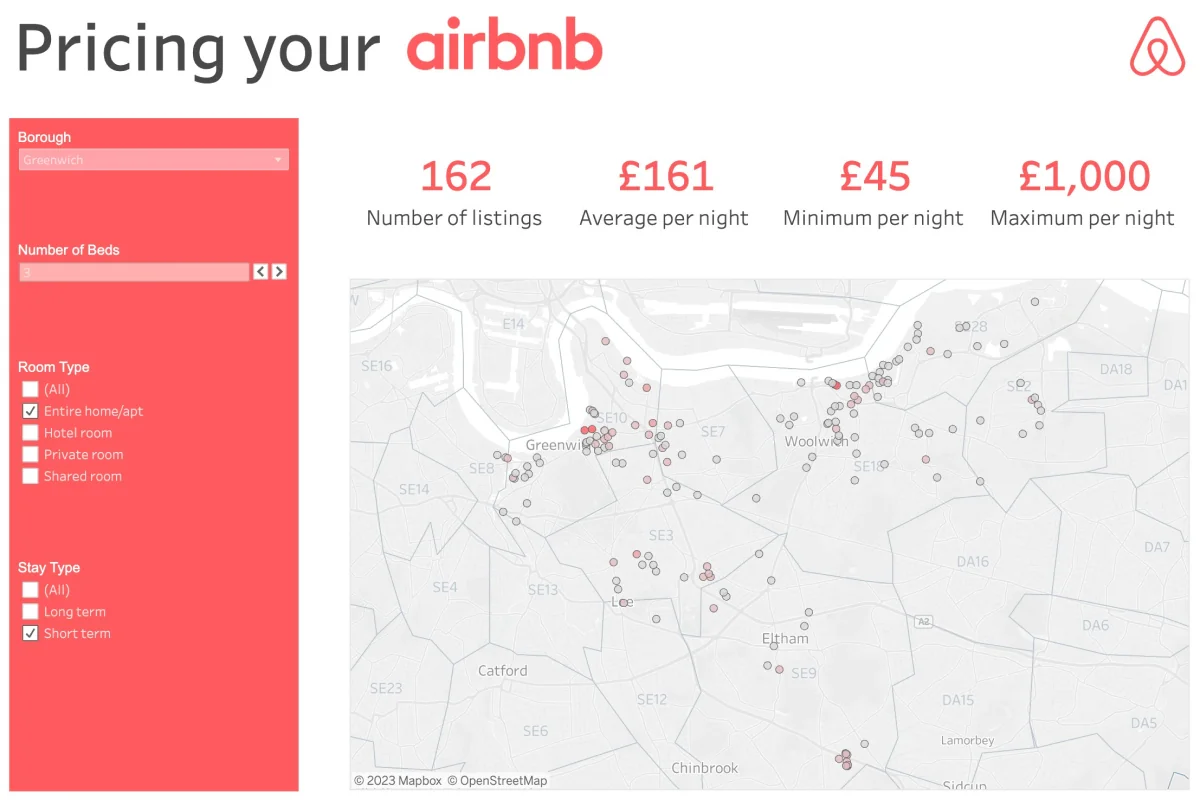 Pricing your airbnb
Borough
Greenwich
Number of Beds
3
Room Type
(All)
Entire home/apt
Hotel room
Private room
Shared room
Stay Type
(All)
Long term
Short term
162
Number of listings
£161
Average per night
£45
Minimum per night
£1,000
Maximum per night
W
E14
SE28
SE16
DA18
DA1
SE2
SE10
SE7
Greenwi
Woolwich
SE8
SE18
SE14
SE3
DA7
DA16
SE4
SE13
Lee
A2
DA6
Eltham
Catford
SE9
SE23
SE12
DA15
DA5
SE6
Lamorbey
Chinbrook
© 2023 Mapbox © OpenStreetMap
Sidcup